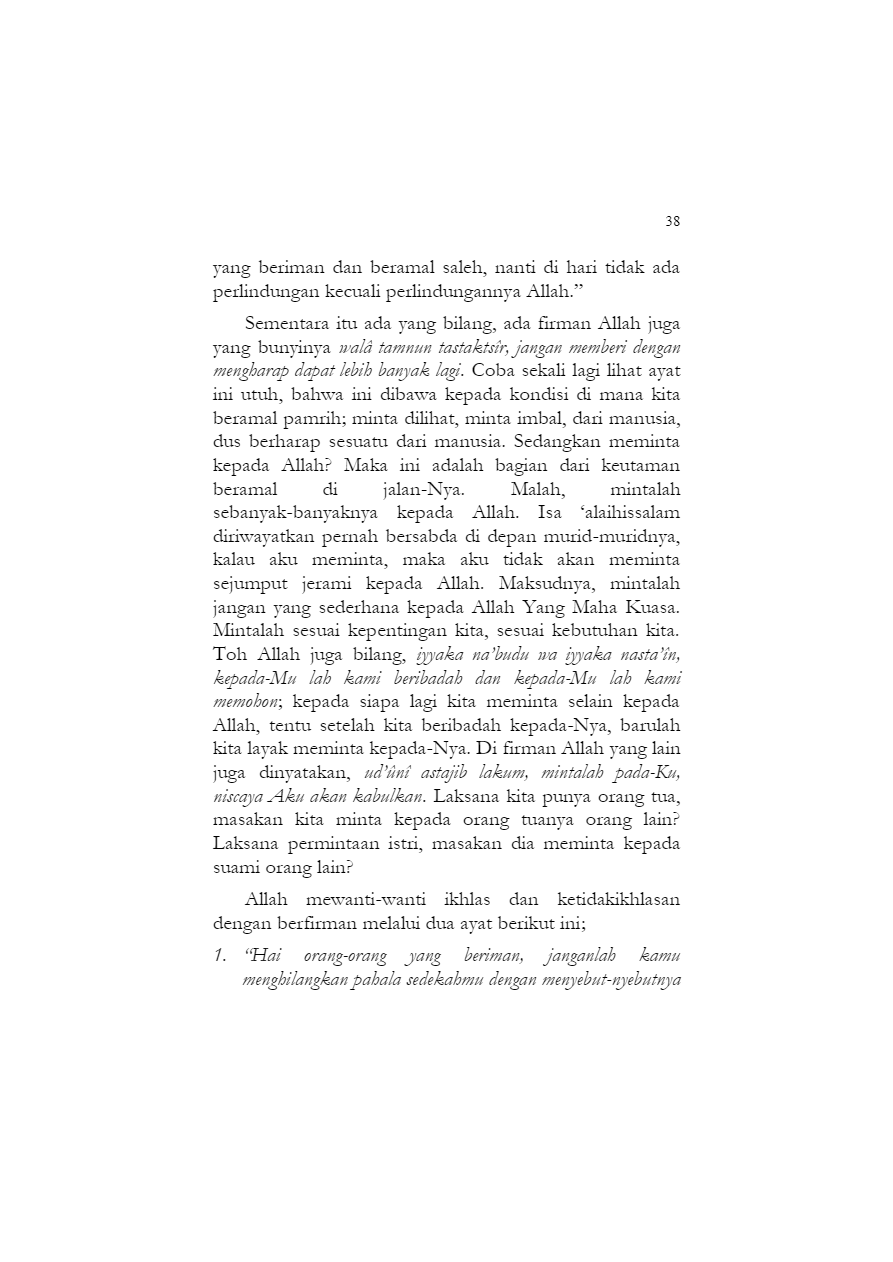 38
yang beriman dan beramal saleh, nanti di hari tidak ada
perlindungan kecuali perlindungannya Allah.”
Sementara itu ada yang bilang, ada firman Allah juga
yang bunyinya walâ tamnun tastaktsîr, jangan memberi dengan
mengharap dapat lebih banyak lagi. Coba sekali lagi lihat ayat
ini utuh, bahwa ini dibawa kepada kondisi di mana kita
beramal pamrih; minta dilihat, minta imbal, dari manusia,
dus berharap sesuatu dari manusia. Sedangkan meminta
kepada Allah? Maka ini adalah bagian dari keutaman
beramal di jalan-Nya. Malah, mintalah
sebanyak-banyaknya kepada Allah. Isa ‘alaihissalam
diriwayatkan pernah bersabda di depan murid-muridnya,
kalau aku meminta, maka aku tidak akan meminta
sejumput jerami kepada Allah. Maksudnya, mintalah
jangan yang sederhana kepada Allah Yang Maha Kuasa.
Mintalah sesuai kepentingan kita, sesuai kebutuhan kita.
Toh Allah juga bilang, iyyaka na’budu wa iyyaka nasta’în,
kepada-Mu lah kami beribadah dan kepada-Mu lah kami
memohon; kepada siapa lagi kita meminta selain kepada
Allah, tentu setelah kita beribadah kepada-Nya, barulah
kita layak meminta kepada-Nya. Di firman Allah yang lain
juga dinyatakan, ud’ûnî astajib lakum, mintalah pada-Ku,
niscaya Aku akan kabulkan. Laksana kita punya orang tua,
masakan kita minta kepada orang tuanya orang lain?
Laksana permintaan istri, masakan dia meminta kepada
suami orang lain?
Allah mewanti-wanti ikhlas dan ketidakikhlasan
dengan berfirman melalui dua ayat berikut ini;
1. “Hai orang-orang yang beriman, janganlah kamu
menghilangkan pahala sedekahmu dengan menyebut-nyebutnya